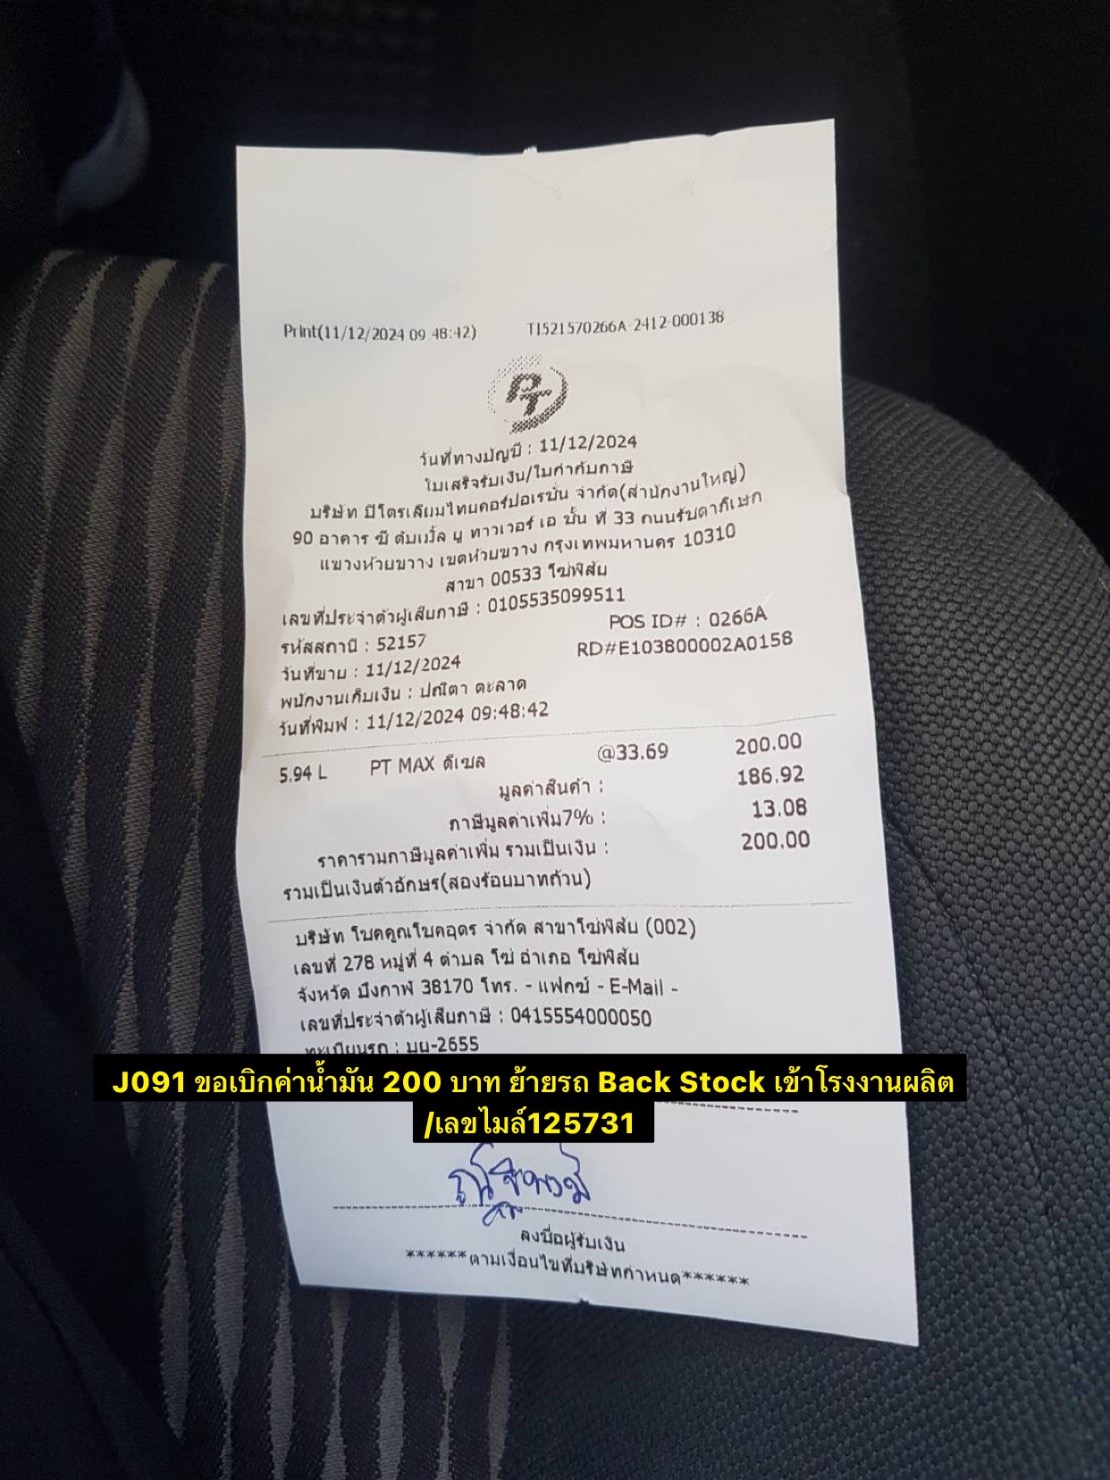 Print(11/12/2024 09:48:42) TI521570266A-2412-000138
PT
วันที่ทางบัญชี : 11/12/2024
ใบเสร็จรับเงิน/ใบกำกับภาษี
บริษัท ปิโตรเลียมไทยคอร์ปอเรชั่น จำกัด(สำนักงานใหญ่)
90 อาคาร ซี ดับเบิ้ล ยู ทาวเวอร์ เอ ชั้น ที่ 33 ถนนรัชดาภิเษก
แขวงห้วยขวาง เขตห้วยขวาง กรุงเทพมหานคร 10310
สาขา 00533 โซ่พิสัย
เลขที่ประจำตัวผู้เสียภาษี : 0105535099511
รหัสสถานี : 52157 POS ID# : 0266A
วันที่ขาย : 11/12/2024 RD#E103800002A0158
พนักงานเก็บเงิน : ปณิตา ตะลาด
วันที่พิมพ์ : 11/12/2024 09:48:42
5.94 L PT MAX ดีเซล @33.69 200.00
มูลค่าสินค้า : 186.92
ภาษีมูลค่าเพิ่ม7% : 13.08
ราคารวมภาษีมูลค่าเพิ่ม รวมเป็นเงิน : 200.00
รวมเป็นเงินตัวอักษร(สองร้อยบาทถ้วน)
บริษัท โชคคูณโชคอุดร จำกัด สาขาโซ่พิสัย (002)
เลขที่ 278 หมู่ที่ 4 ตำบล โซ่ อำเภอ โซ่พิสัย
จังหวัด บึงกาฬ 38170 โทร. - แฟกซ์ - E-Mail -
เลขที่ประจำตัวผู้เสียภาษี : 0415554000050
ทะเบียนรถ : บย-2655
J091 ขอเบิกค่าน้ำมัน 200 บาท ย้ายรถ Back Stock เข้าโรงงานผลิต
/เลขไมล์125731
ลงชื่อผู้รับเงิน
******ตามเงื่อนไขที่บริษัทกำหนด******